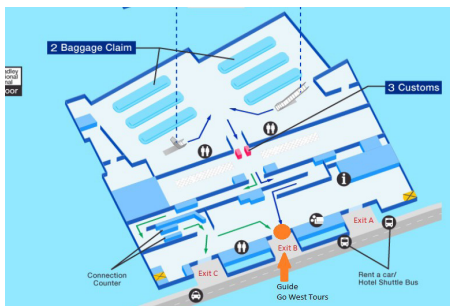 2 Baggage Claim
3 Customs
Exit A
Exit B
Exit C
Connection
Counter
Guide
Go West Tours
Rent a car/
Hotel Shuttle Bus